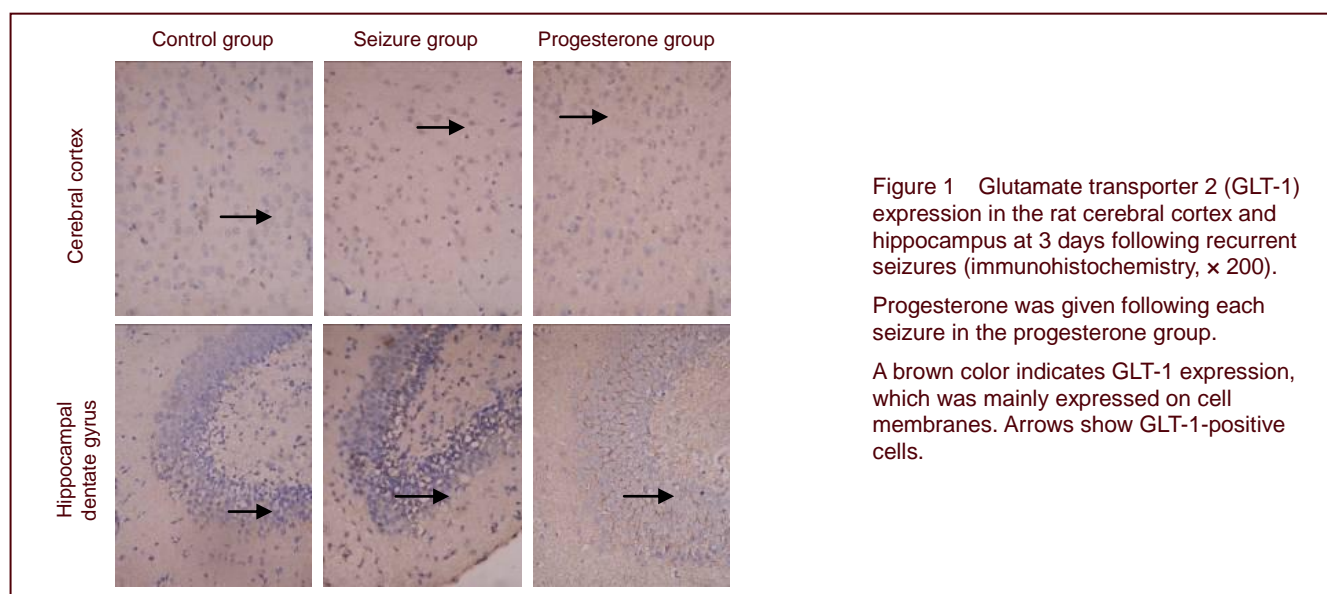 Control group
Seizure group
Progesterone group
Cerebral cortex
Hippocampal
dentate gyrus
Figure 1 Glutamate transporter 2 (GLT-1)
expression in the rat cerebral cortex and
hippocampus at 3 days following recurrent
seizures (immunohistochemistry, × 200).
Progesterone was given following each
seizure in the progesterone group.
A brown color indicates GLT-1 expression,
which was mainly expressed on cell
membranes. Arrows show GLT-1-positive
cells.